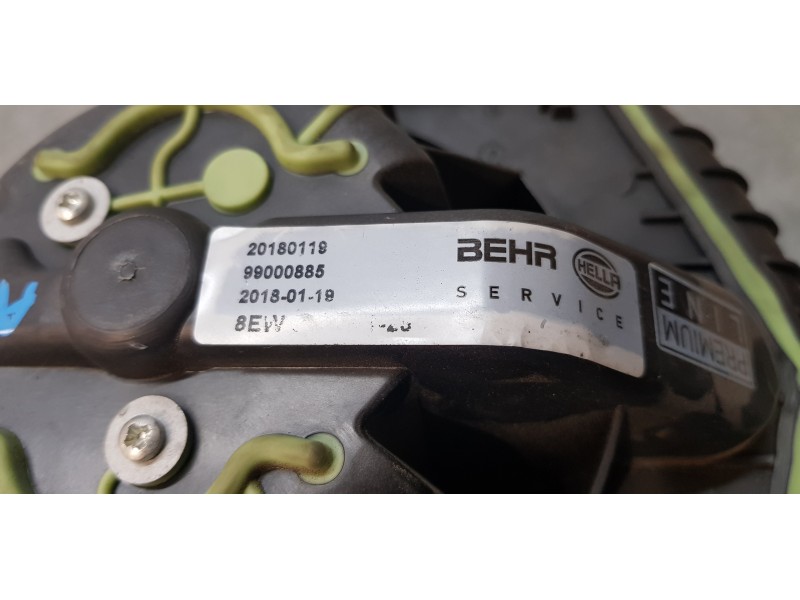 20180119
99000885
2018-01-19
8EW
BEHR HELLA
SERVICE
PREMIUM
LINE